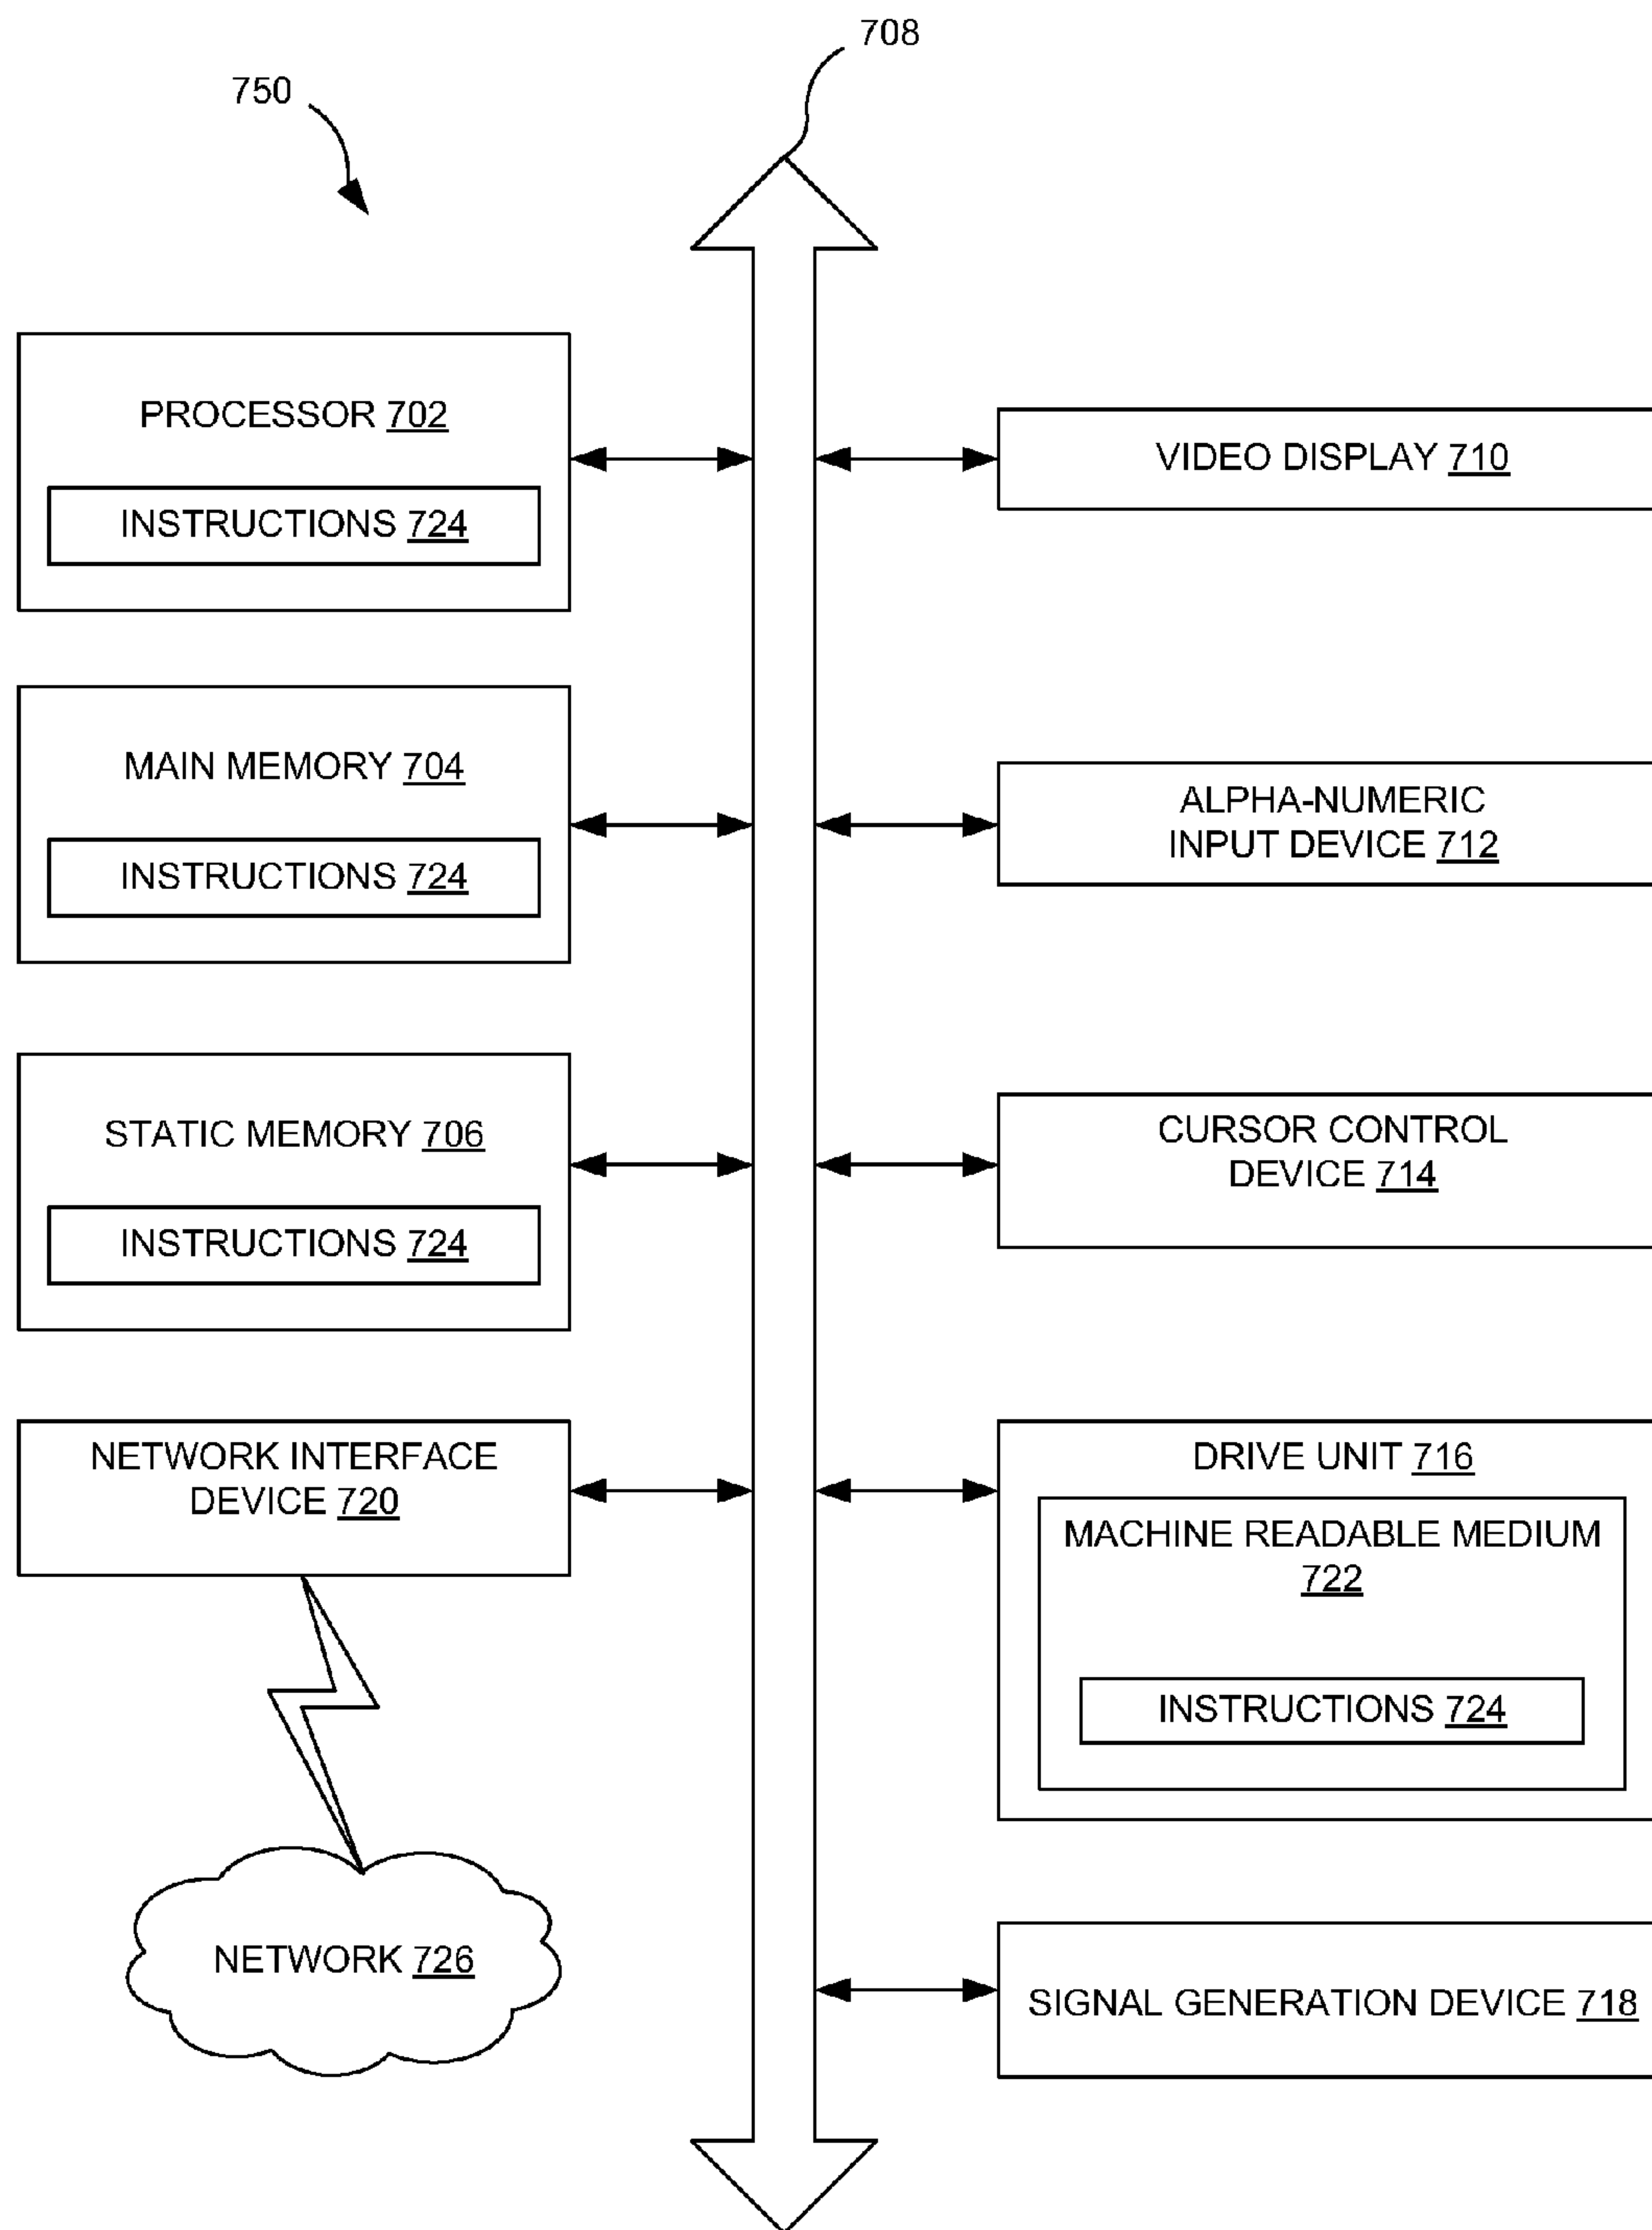 708
750
PROCESSOR 702
INSTRUCTIONS 724
MAIN MEMORY 704
INSTRUCTIONS 724
STATIC MEMORY 706
INSTRUCTIONS 724
NETWORK INTERFACE
DEVICE 720
NETWORK 726
VIDEO DISPLAY 710
ALPHA-NUMERIC
INPUT DEVICE 712
CURSOR CONTROL
DEVICE 714
DRIVE UNIT 716
MACHINE READABLE MEDIUM
722
INSTRUCTIONS 724
SIGNAL GENERATION DEVICE 718